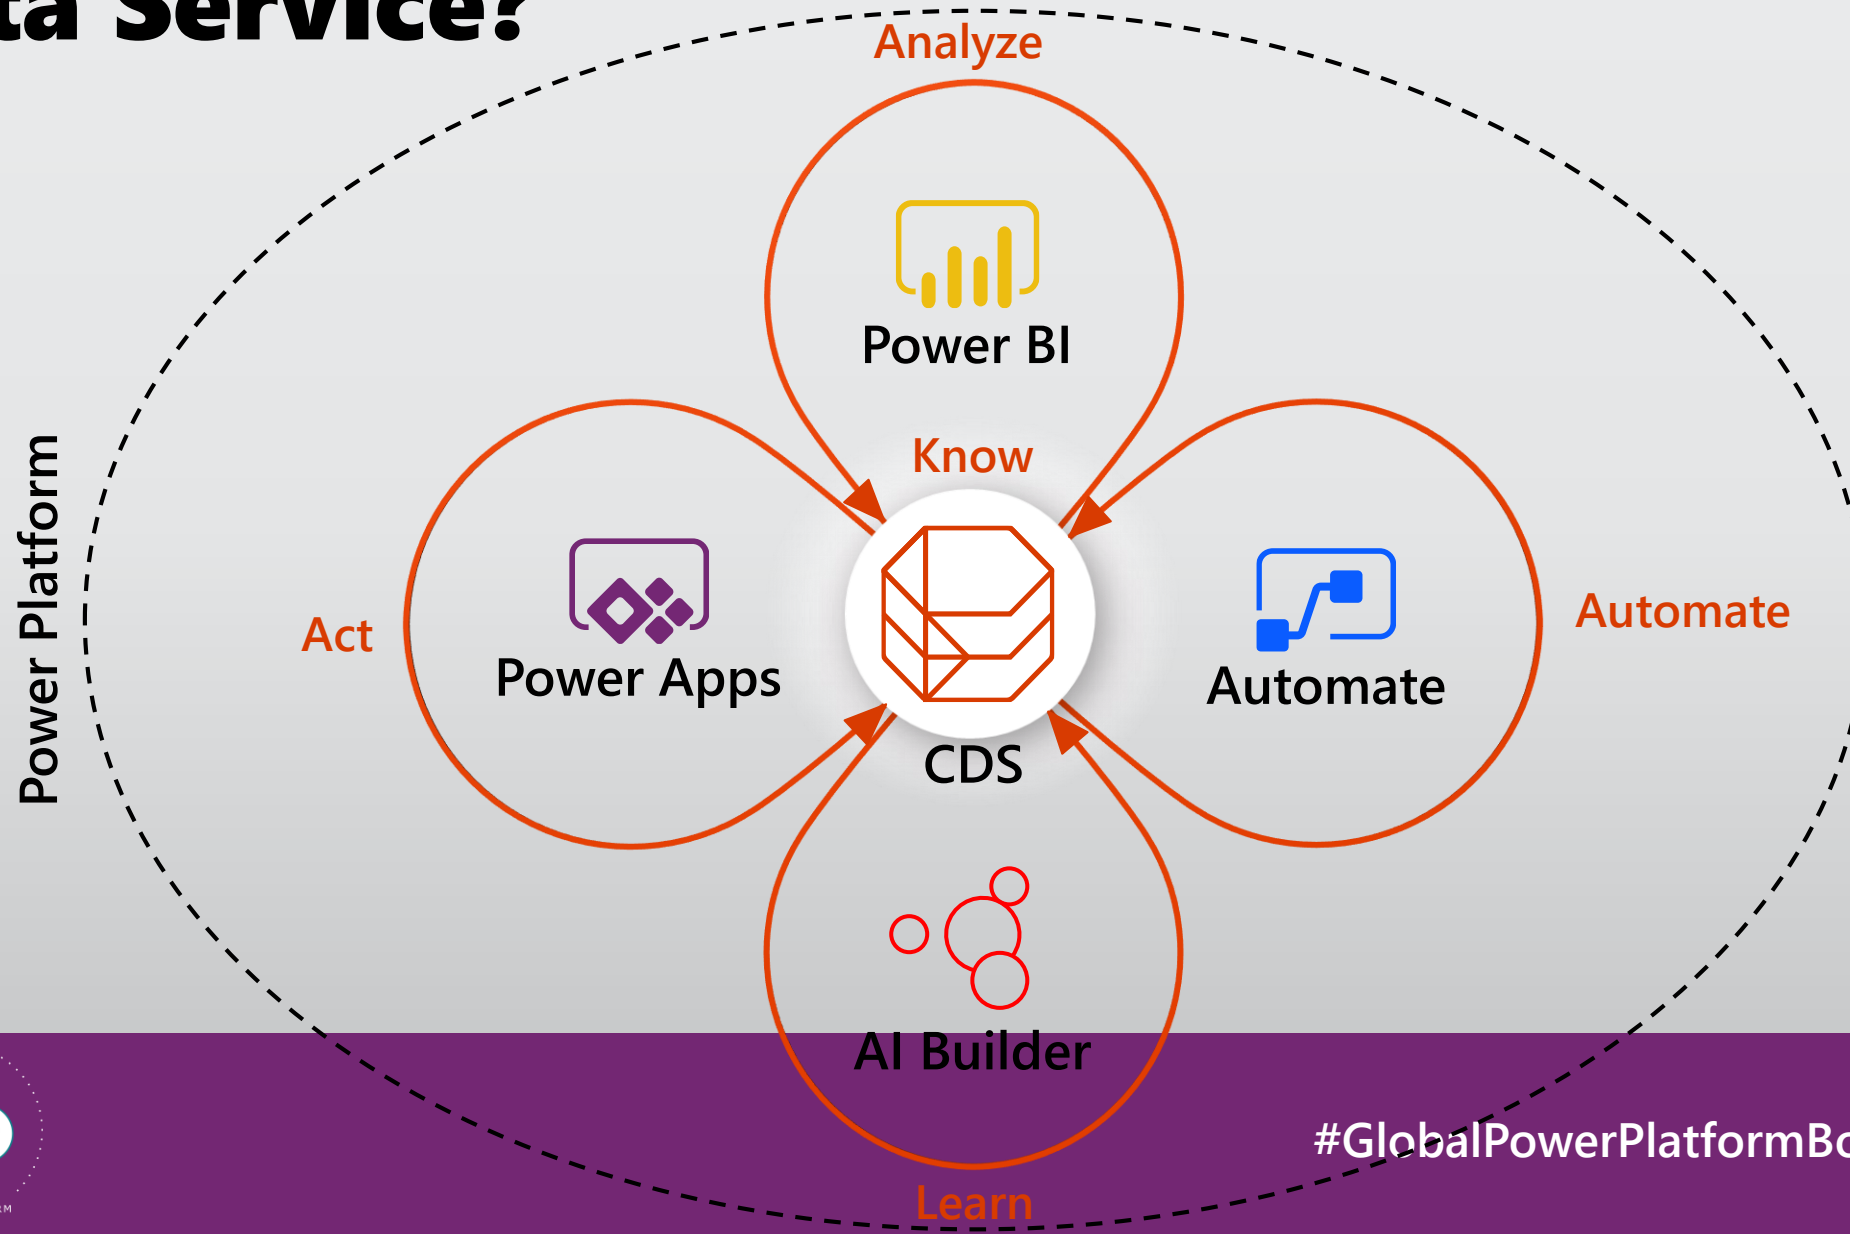 ta Service?
Analyze
Power BI
Know
Power Platform
Act
Power Apps
Automate
Automate
CDS
AI Builder
#GlobalPowerPlatformBo
Learn